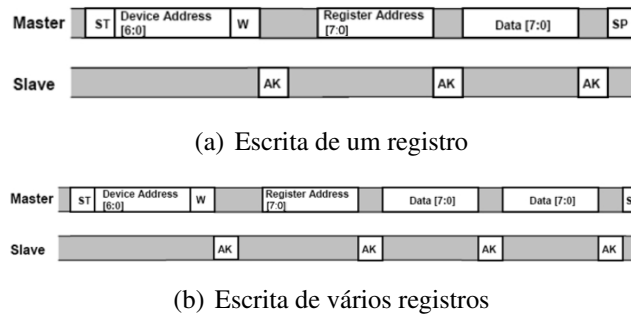 Master ST Device Address [6:0] W Register Address [7:0] Data [7:0] SP
Slave AK AK AK
(a) Escrita de um registro
Master ST Device Address [6:0] W Register Address [7:0] Data [7:0] Data [7:0] S
Slave AK AK AK AK
(b) Escrita de vários registros